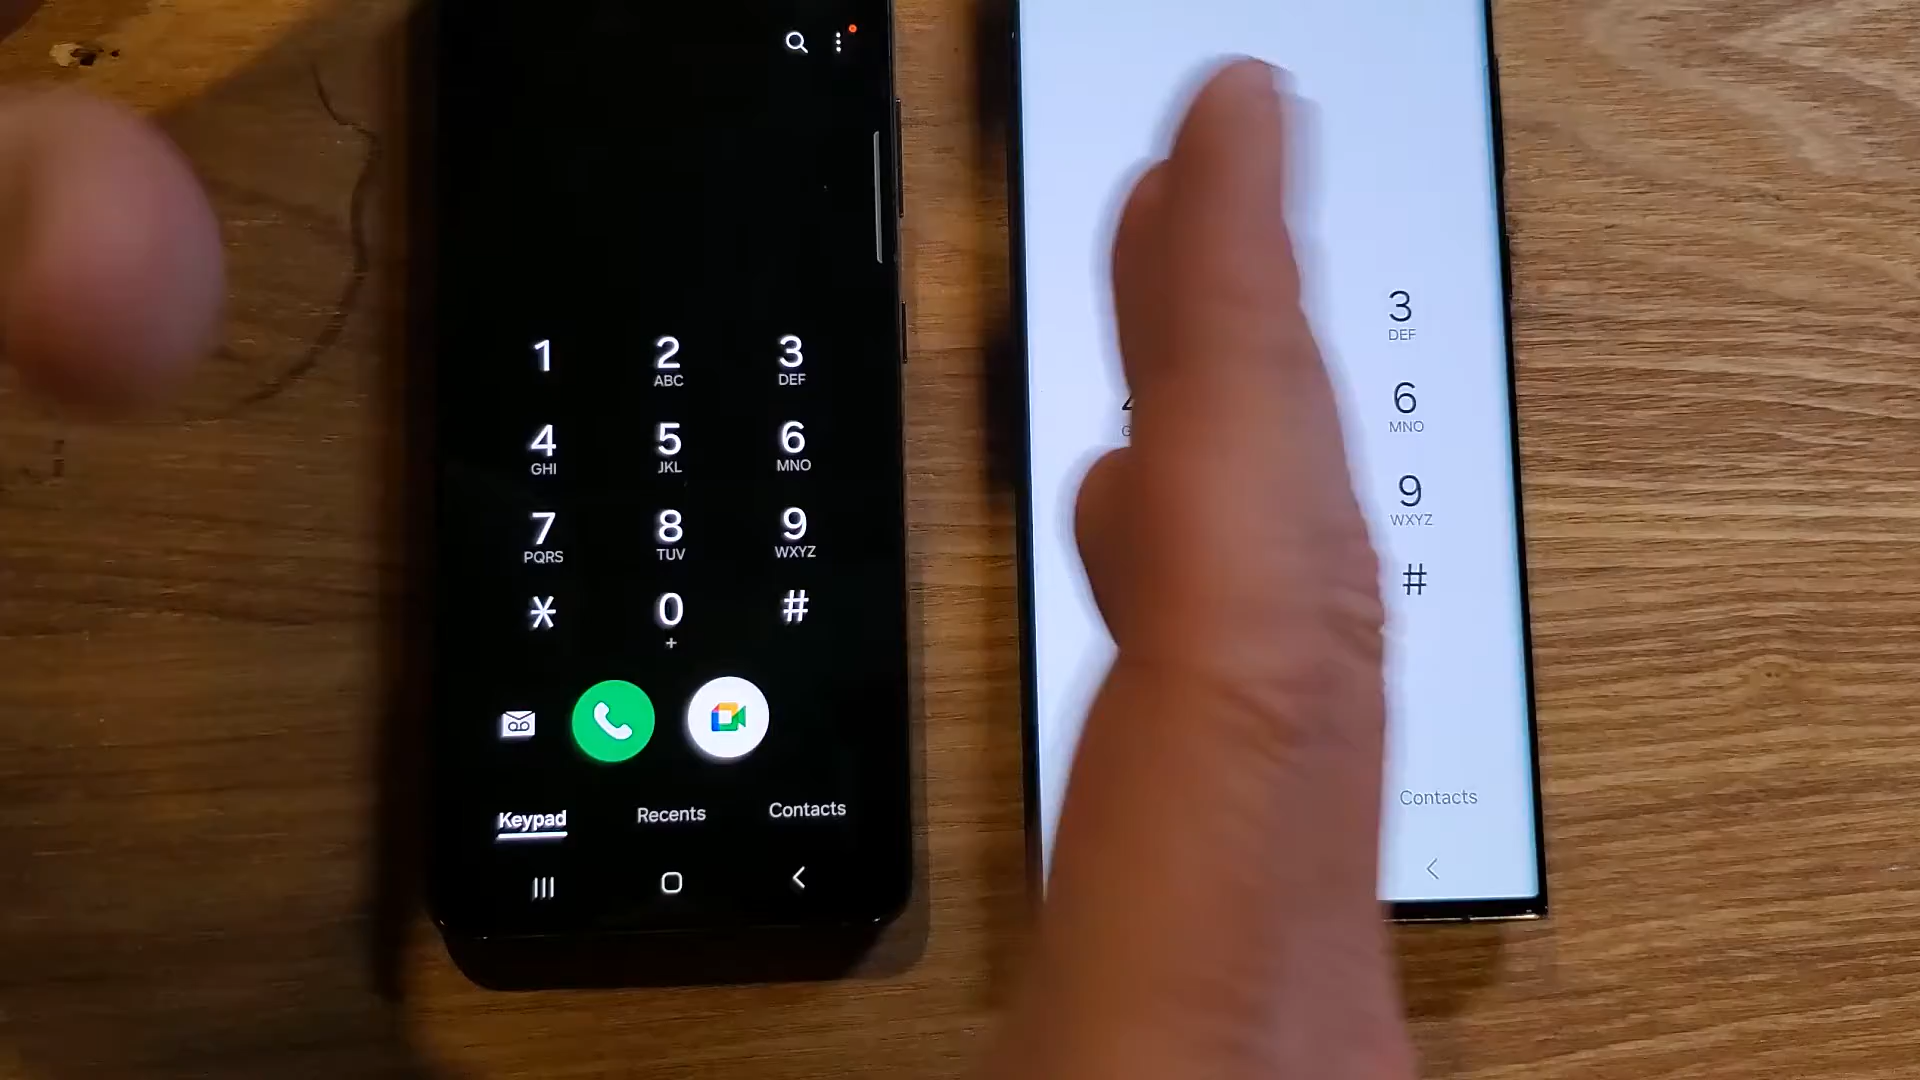 1 2 3
ABC DEF
4 5 6
GHI JKL MNO
7 8 9
PQRS TUV WXYZ
* 0 #
+
Keypad Recents Contacts
3
DEF
6
MNO
9
WXYZ
#
Contacts